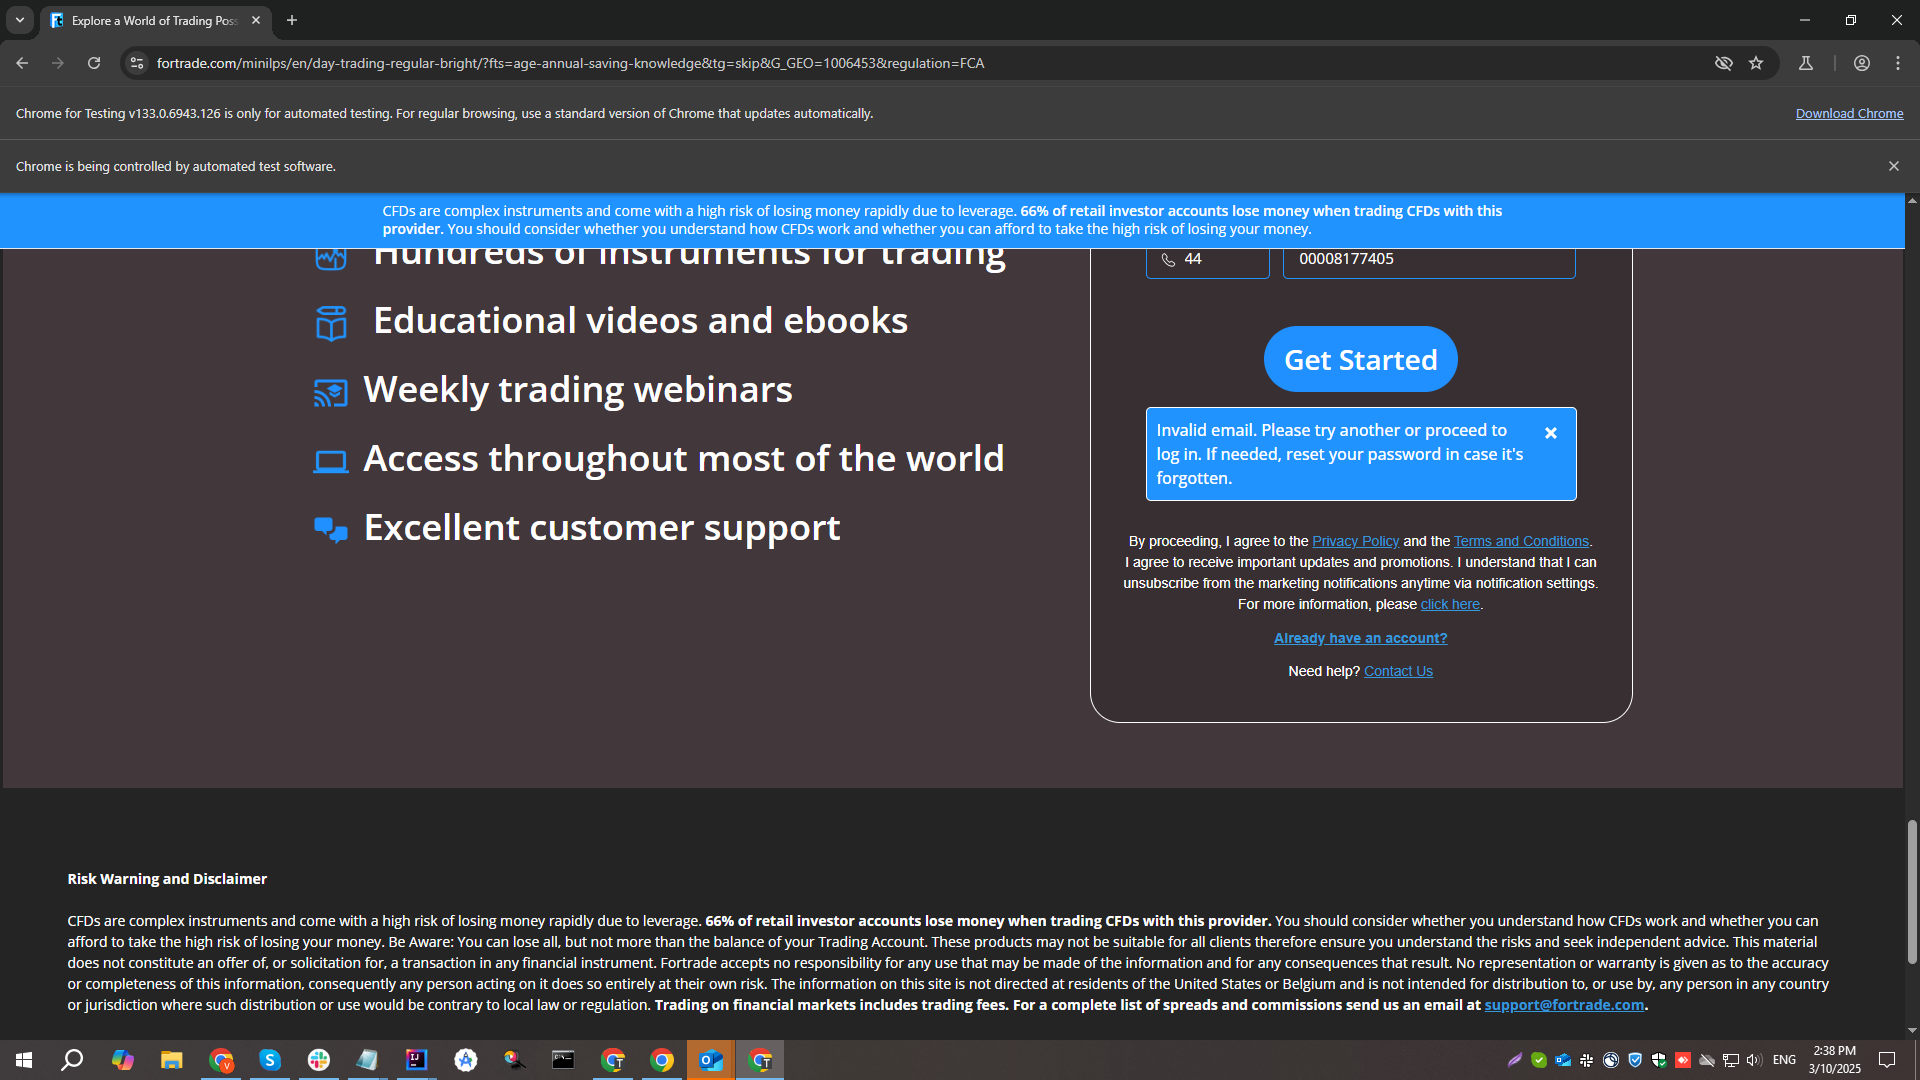 Explore a World of Trading Poss
fortrade.com/minilps/en/day-trading-regular-bright/?fts=age-annual-saving-knowledge&tg=skip&G_GEO=1006453&regulation=FCA
Chrome for Testing v133.0.6943.126 is only for automated testing. For regular browsing, use a standard version of Chrome that updates automatically.
Download Chrome
Chrome is being controlled by automated test software.
CFDs are complex instruments and come with a high risk of losing money rapidly due to leverage. 66% of retail investor accounts lose money when trading CFDs with this
provider. You should consider whether you understand how CFDs work and whether you can afford to take the high risk of losing your money.
Hundreds of instruments for trading
Educational videos and ebooks
Weekly trading webinars
Access throughout most of the world
Excellent customer support
44
00008177405
Get Started
Invalid email. Please try another or proceed to
log in. If needed, reset your password in case it's
forgotten.
By proceeding, I agree to the Privacy Policy and the Terms and Conditions.
I agree to receive important updates and promotions. I understand that I can
unsubscribe from the marketing notifications anytime via notification settings.
For more information, please click here.
Already have an account?
Need help? Contact Us
Risk Warning and Disclaimer
CFDs are complex instruments and come with a high risk of losing money rapidly due to leverage. 66% of retail investor accounts lose money when trading CFDs with this provider. You should consider whether you understand how CFDs work and whether you can
afford to take the high risk of losing your money. Be Aware: You can lose all, but not more than the balance of your Trading Account. These products may not be suitable for all clients therefore ensure you understand the risks and seek independent advice. This material
does not constitute an offer of, or solicitation for, a transaction in any financial instrument. Fortrade accepts no responsibility for any use that may be made of the information and for any consequences that result. No representation or warranty is given as to the accuracy
or completeness of this information, consequently any person acting on it does so entirely at their own risk. The information on this site is not directed at residents of the United States or Belgium and is not intended for distribution to, or use by, any person in any country
or jurisdiction where such distribution or use would be contrary to local law or regulation. Trading on financial markets includes trading fees. For a complete list of spreads and commissions send us an email at support@fortrade.com.
ENG
2:38 PM
3/10/2025